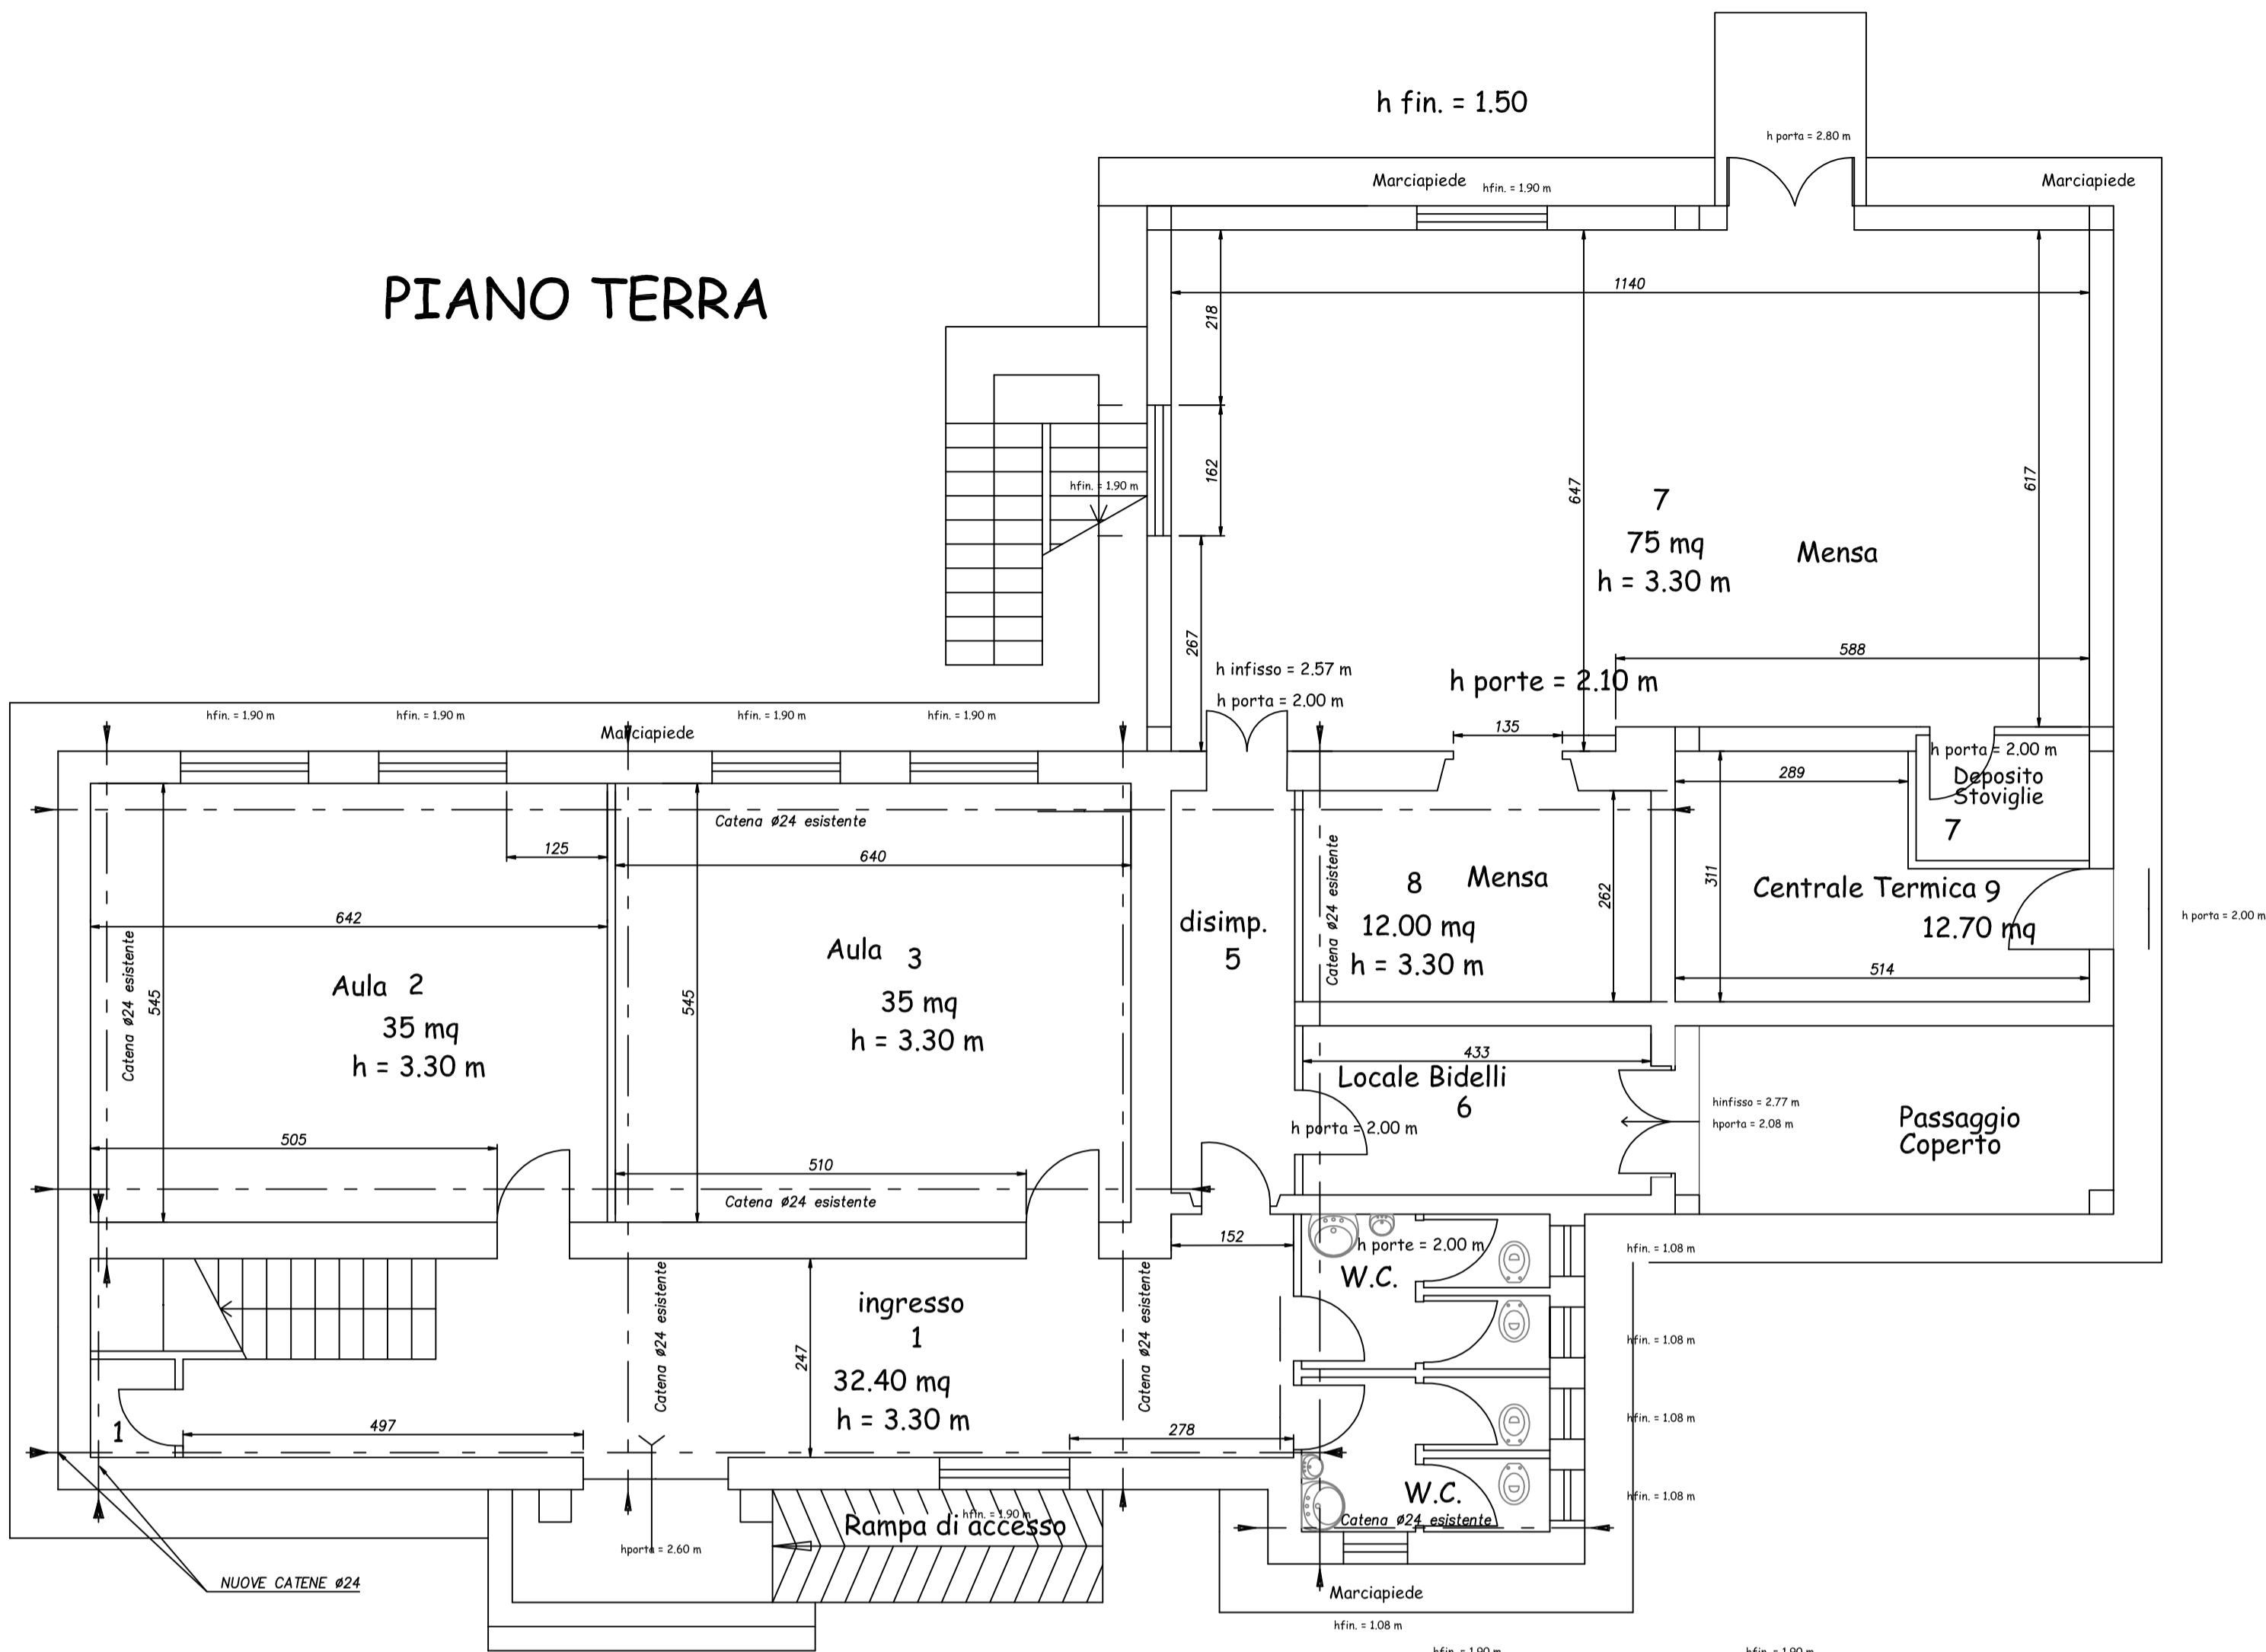 h fin. = 1.50
h porta = 2.80 m
Marciapiede
hfin. = 1.90 m
Marciapiede
PIANO TERRA
1140
218
162
hfin. = 1.90 m
647
617
7
75 mq
h = 3.30 m
Mensa
267
h infisso = 2.57 m
h porta = 2.00 m
588
h porte = 2.10 m
135
hfin. = 1.90 m
hfin. = 1.90 m
hfin. = 1.90 m
hfin. = 1.90 m
Marciapiede
h porta = 2.00 m
Deposito
Stoviglie
7
289
Catena ø24 esistente
125
640
642
Catena ø24 esistente
545
Aula 2
35 mq
h = 3.30 m
545
Aula 3
35 mq
h = 3.30 m
disimp.
5
Catena ø24 esistente
8 Mensa
12.00 mq
h = 3.30 m
262
311
Centrale Termica 9
12.70 mq
514
h porta = 2.00 m
433
Locale Bidelli
6
h porta = 2.00 m
hinfisso = 2.77 m
hporta = 2.08 m
Passaggio
Coperto
505
510
Catena ø24 esistente
152
h porte = 2.00 m
W.C.
hfin. = 1.08 m
hfin. = 1.08 m
hfin. = 1.08 m
hfin. = 1.08 m
Catena ø24 esistente
247
ingresso
1
32.40 mq
h = 3.30 m
Catena ø24 esistente
1
497
278
W.C.
Catena ø24 esistente
hfin. = 1.90 m
Rampa di accesso
hporta = 2.60 m
NUOVE CATENE ø24
Marciapiede
hfin. = 1.08 m
hfin. = 1.90 m
hfin. = 1.90 m